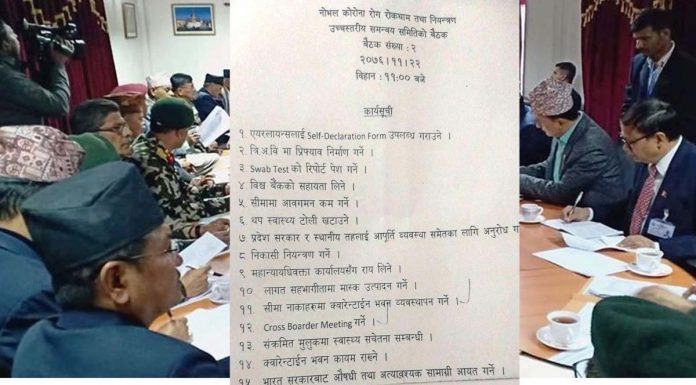 नोभल कोरोना रोग रोकथाम तथा नियन्त्रण
उच्चस्तरीय समन्वय समितिको बैठक
बैठक संख्या : २
२०७६।११।२२
विहान : ११:०० बजे
कार्यसूची
१. एयरलायन्सलाई Self-Declaration Form उपलब्ध गराउने ।
२. त्रि.अ.वि मा प्रिफ्याव निर्माण गर्ने ।
३. Swab Test को रिपोर्ट पेश गर्ने ।
४. विश्व बैंकको सहायता लिने ।
५. सीमामा आवगमन कम गर्ने ।
६. थप स्वास्थ्य टोली खटाउने ।
७. प्रदेश सरकार र स्थानीय तहलाई आपूर्ति व्यवस्था समेतका लागि अनुरोध ग
८. निकासी नियन्त्रण गर्ने ।
९. महान्यायधिवक्ता कार्यालयसँग राय लिने ।
१०. लागत सहभागीतामा मास्क उत्पादन गर्ने ।
११. सीमा नाकाहरूमा क्वारेन्टाईन भवन व्यवस्थापन गर्ने ।
१२. Cross Boarder Meeting गर्ने ।
१३. संक्रमित मुलुकमा स्वास्थ्य सचेतना सम्बन्धी ।
१४. क्वारेन्टाईन भवन कायम राख्ने ।
१५. भारत सरकारबाट औषधी तथा अत्यावश्यक सामाग्री आयत गर्ने ।